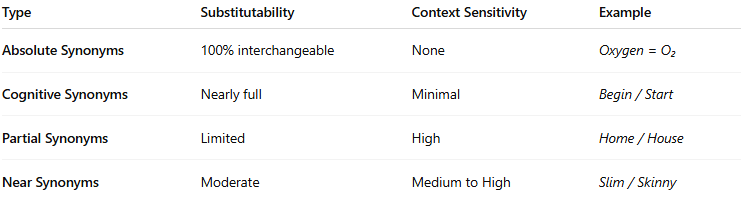 Type Substitutability Context Sensitivity Example
Absolute Synonyms 100% interchangeable None Oxygen = O₂
Cognitive Synonyms Nearly full Minimal Begin / Start
Partial Synonyms Limited High Home / House
Near Synonyms Moderate Medium to High Slim / Skinny